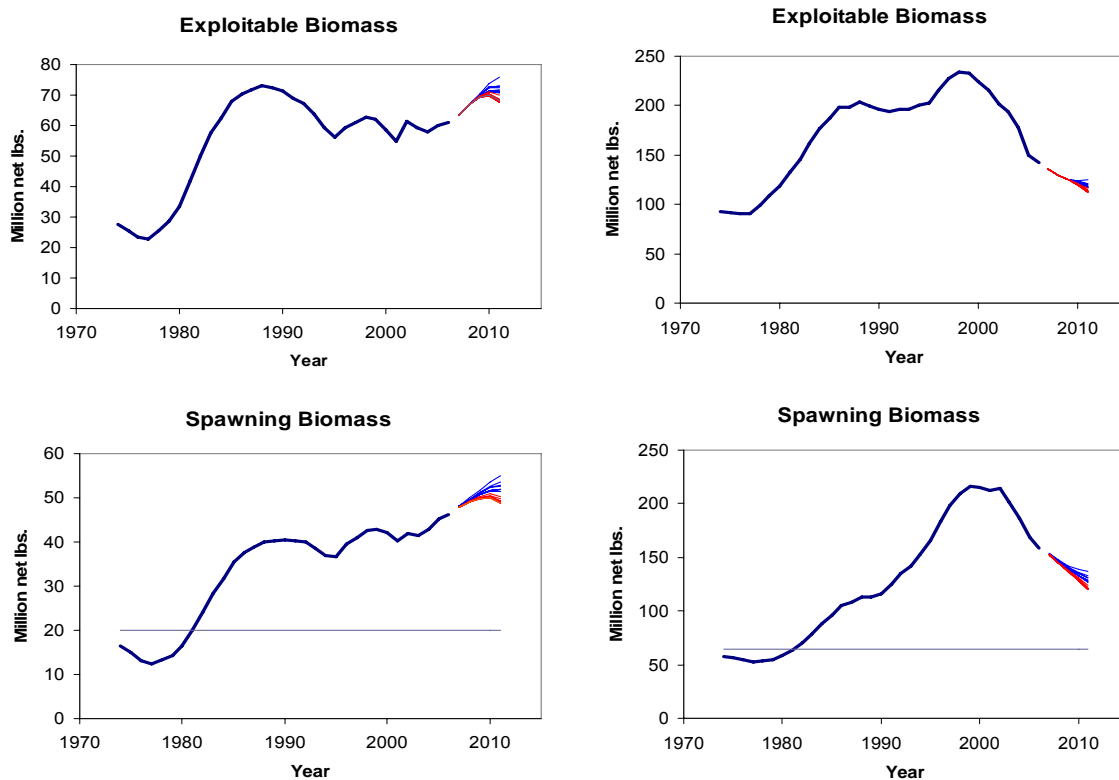 Exploitable Biomass
Million net lbs.
80
70
60
50
40
30
20
10
0
1970 1980 1990 2000 2010
Year
Exploitable Biomass
Million net lbs.
250
200
150
100
50
0
1970 1980 1990 2000 2010
Year
Spawning Biomass
Million net lbs.
60
50
40
30
20
10
0
1970 1980 1990 2000 2010
Year
Spawning Biomass
Million net lbs.
250
200
150
100
50
0
1970 1980 1990 2000 2010
Year